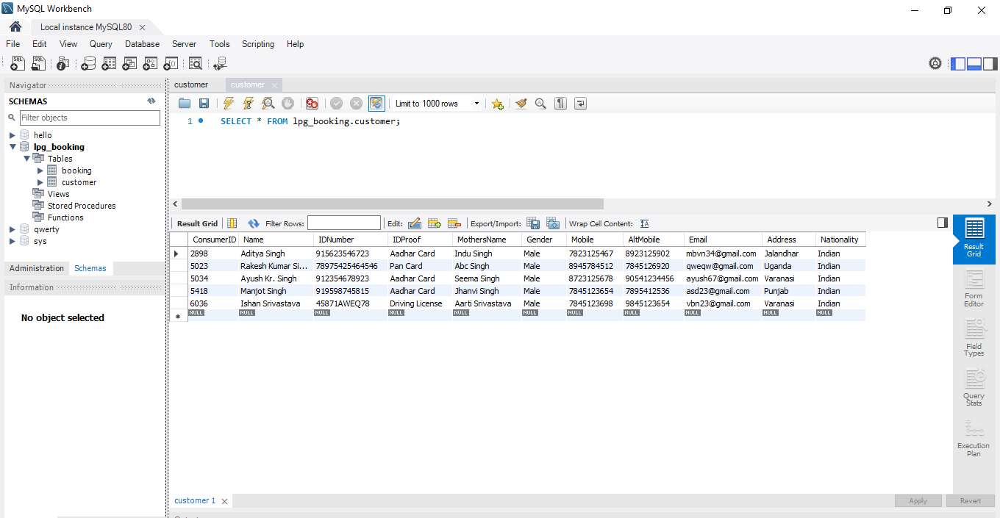 MySQL Workbench
Local instance MySQL80
File Edit View Query Database Server Tools Scripting Help
Navigator
SCHEMAS
Filter objects
hello
lpg_booking
Tables
booking
customer
Views
Stored Procedures
Functions
qwerty
sys
Administration Schemas
Information
No object selected
customer customer
Limit to 1000 rows
1 SELECT * FROM lpg_booking.customer;
Result Grid Filter Rows: Edit: Export/Import: Wrap Cell Content:
ConsumerID Name IDNumber IDProof MothersName Gender Mobile AltMobile Email Address Nationality
2898 Aditya Singh 915623546723 Aadhar Card Indu Singh Male 7823125467 8923125902 mbvn34@gmail.com Jalandhar Indian
5023 Rakesh Kumar Si... 78975425464546 Pan Card Abc Singh Male 8945784512 7845126920 qweqw@gmail.com Uganda Indian
5034 Ayush Kr. Singh 912354678923 Aadhar Card Seema Singh Male 8723125678 90541234456 ayush67@gmail.com Varanasi Indian
5418 Manjot Singh 919598745815 Aadhar Card Jhanvi Singh Male 7845123654 7895412536 asd23@gmail.com Punjab Indian
6036 Ishan Srivastava 45871AWEQ78 Driving License Aarti Srivastava Male 7845123698 9845123654 vbn23@gmail.com Varanasi Indian
NULL NULL NULL NULL NULL NULL NULL NULL NULL NULL NULL
Result
Grid
Form
Editor
Field
Types
Query
Stats
Execution
Plan
customer 1
Apply Revert